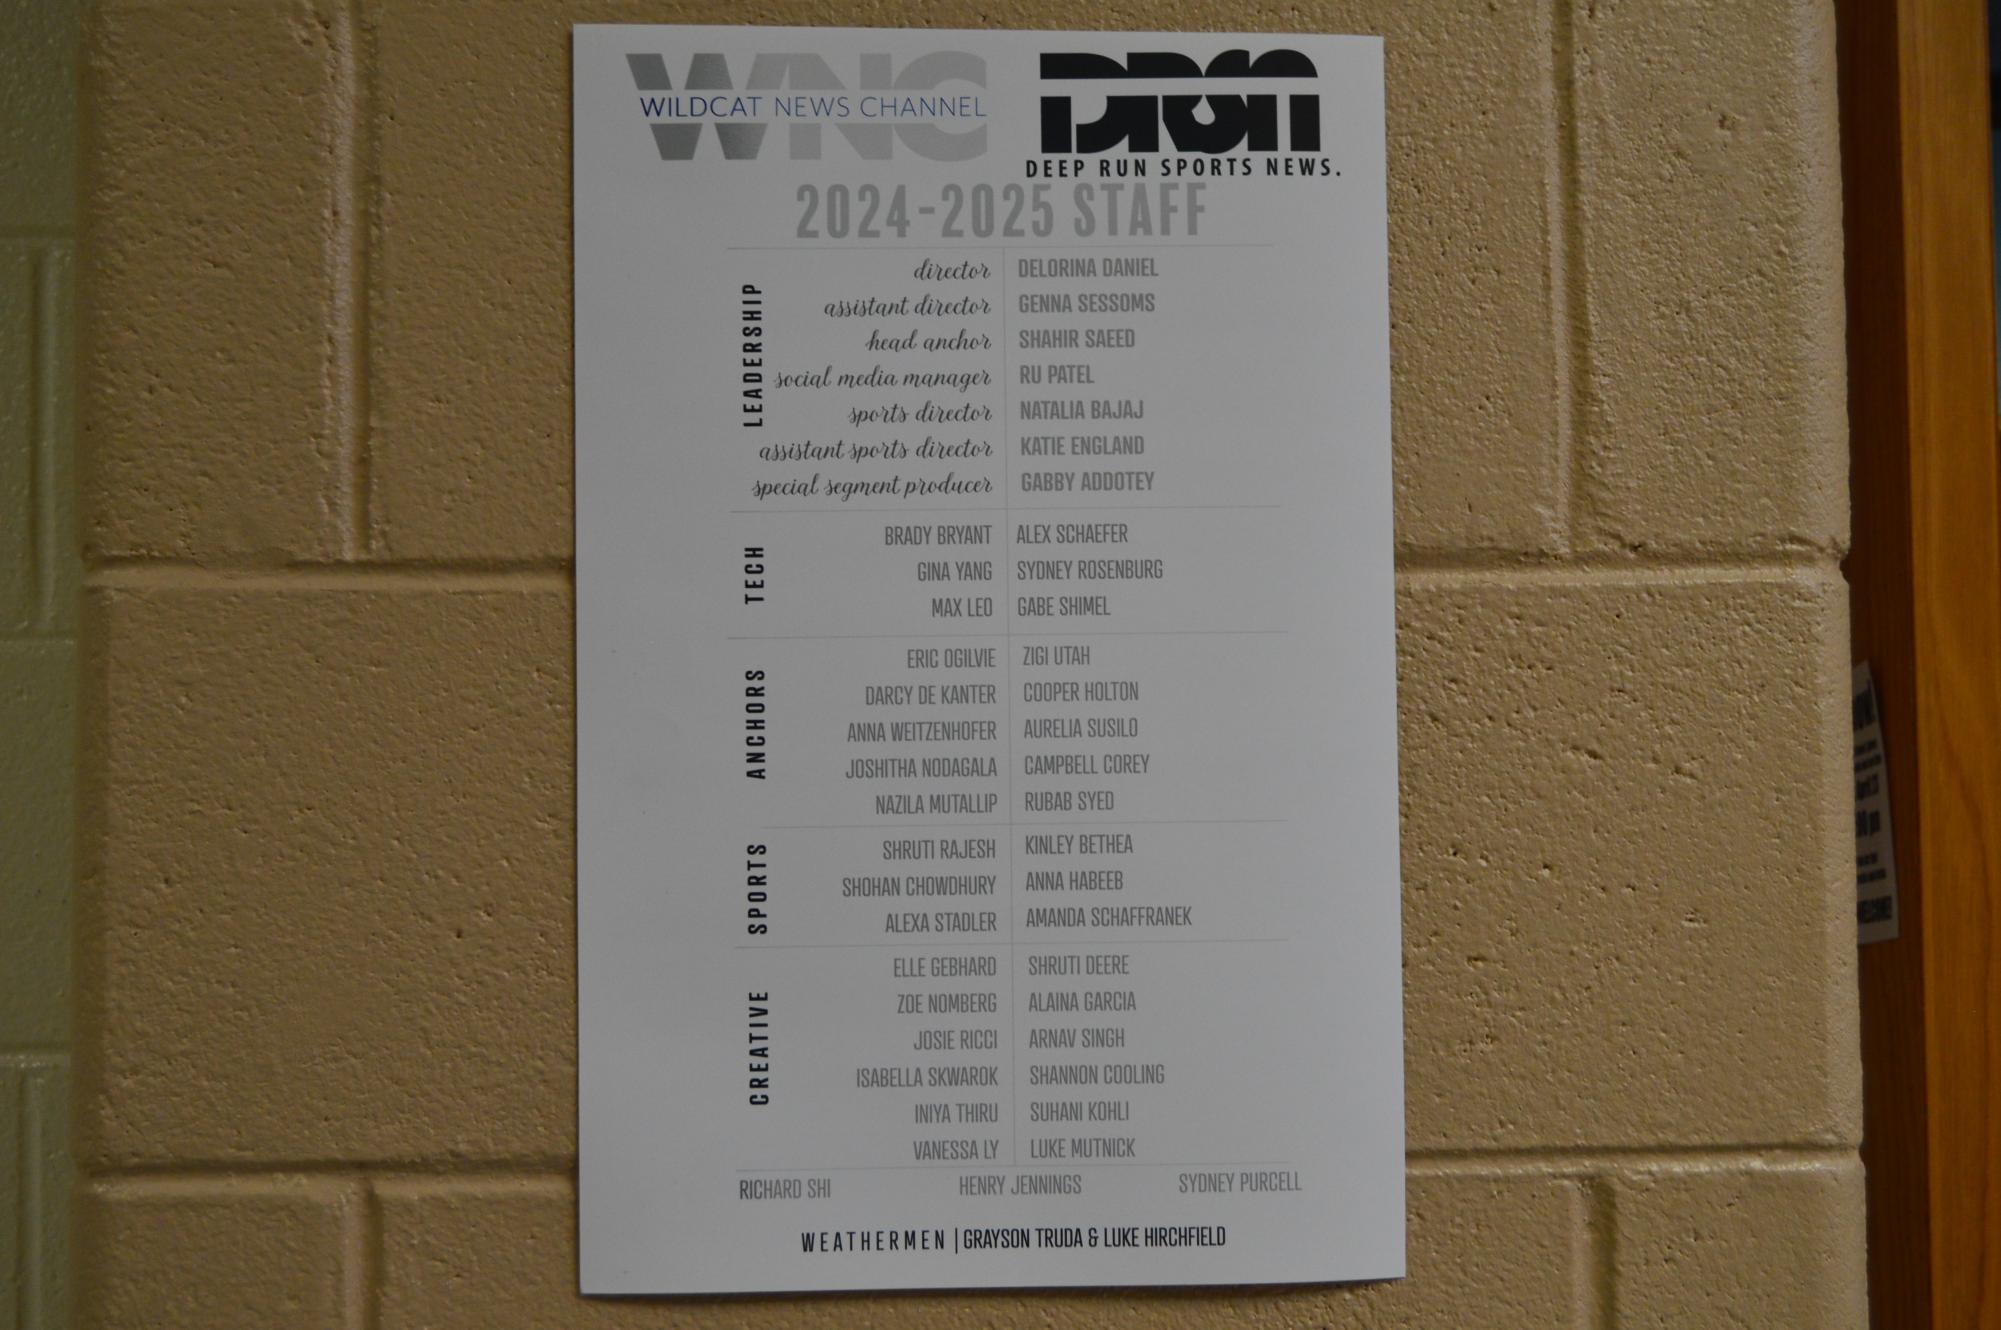 WNC
WILDCAT NEWS CHANNEL
DRSN
DEEP RUN SPORTS NEWS.
2024-2025 STAFF
LEADERSHIP
director DELORINA DANIEL
assistant director GENNA SESSOMS
head anchor SHAHIR SAEED
social media manager RU PATEL
sports director NATALIA BAJAJ
assistant sports director KATIE ENGLAND
special segment producer GABBY ADDOTEY
TECH
BRADY BRYANT ALEX SCHAEFER
GINA YANG SYDNEY ROSENBURG
MAX LEO GABE SHIMEL
ANCHORS
ERIC OGILVIE ZIGI UTAH
DARCY DE KANTER COOPER HOLTON
ANNA WEITZENHOFER AURELIA SUSILO
JOSHITHA NODAGALA CAMPBELL COREY
NAZILA MUTALLIP RUBAB SYED
SPORTS
SHRUTI RAJESH KINLEY BETHEA
SHOHAN CHOWDHURY ANNA HABEEB
ALEXA STADLER AMANDA SCHAFFRANEK
CREATIVE
ELLE GEBHARD SHRUTI DEERE
ZOE NOMBERG ALAINA GARCIA
JOSIE RICCI ARNAV SINGH
ISABELLA SKWAROK SHANNON COOLING
INIYA THIRU SUHANI KOHLI
VANESSA LY LUKE MUTNICK
RICHARD SHI HENRY JENNINGS SYDNEY PURCELL
WEATHERMEN | GRAYSON TRUDA & LUKE HIRCHFIELD